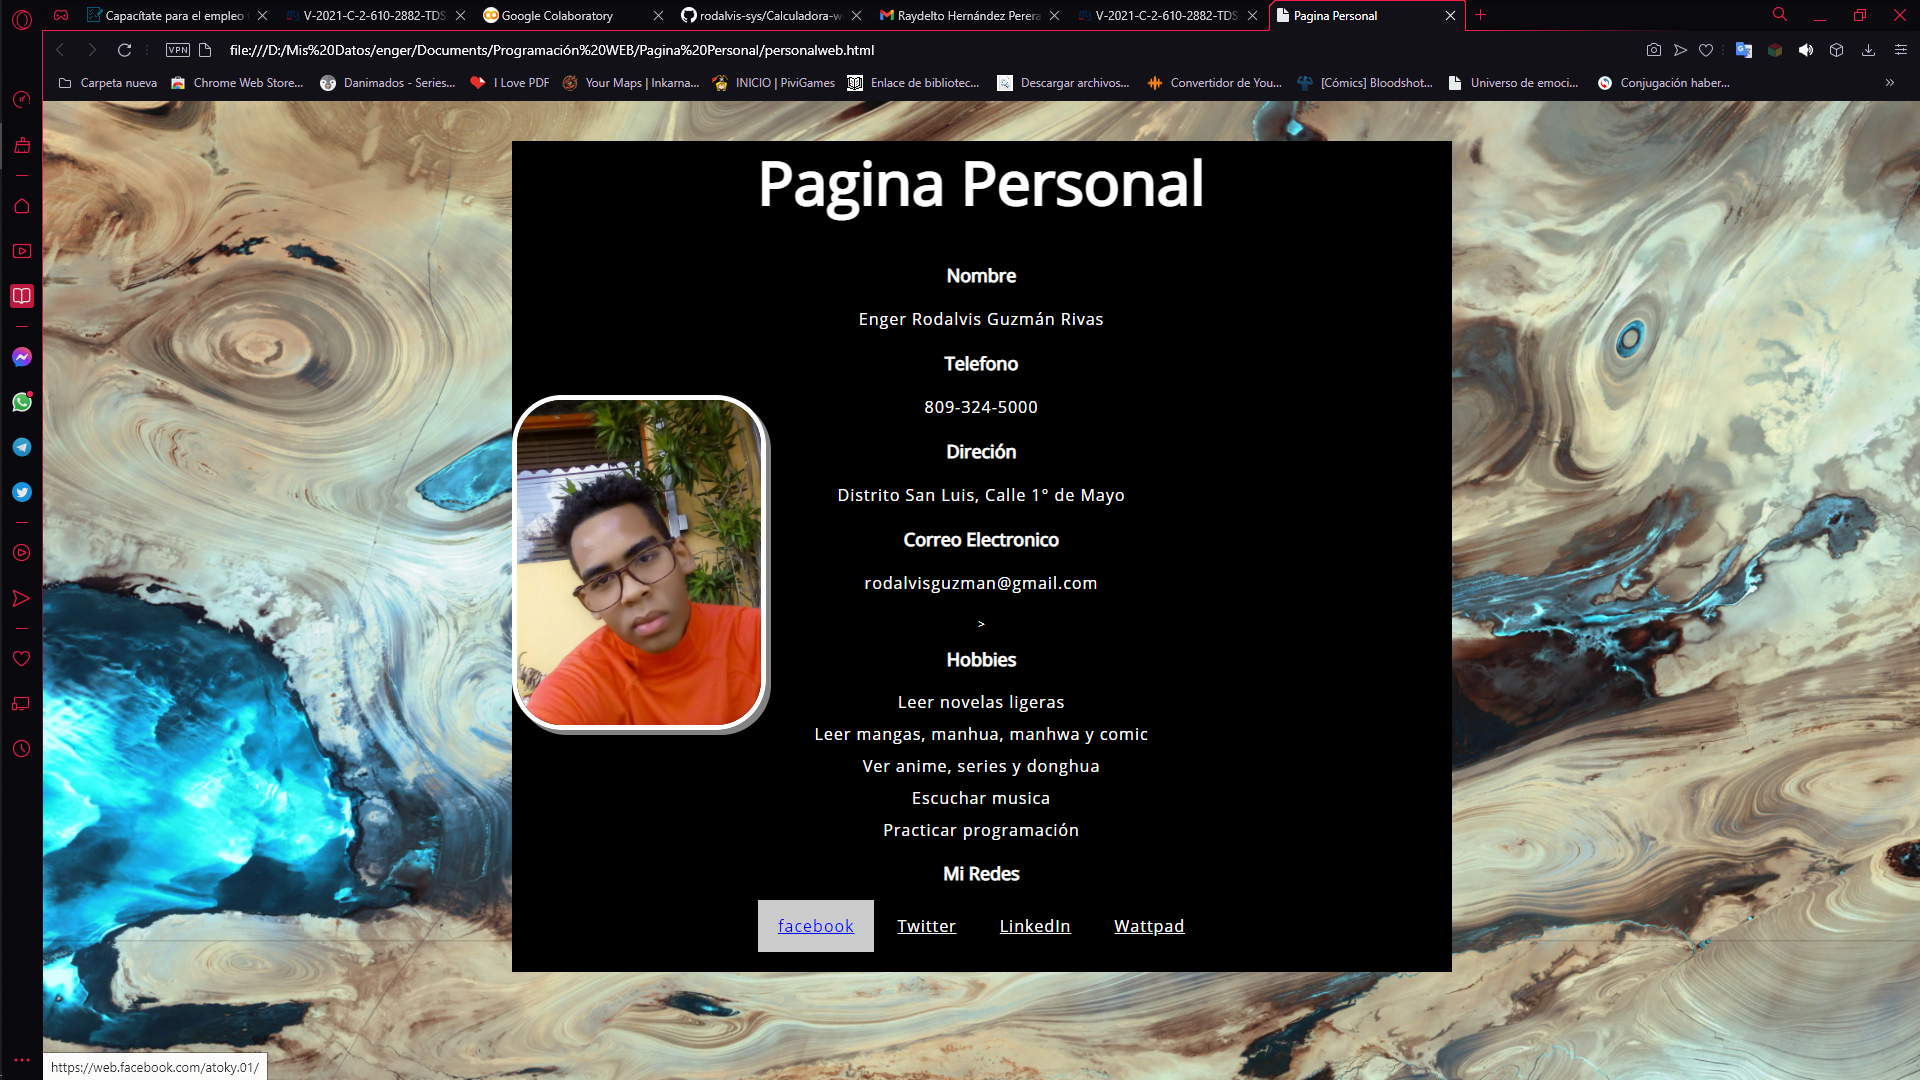 Capacítate para el empleo
V-2021-C-2-610-2882-TDS
Google Colaboratory
rodalvis-sys/Calculadora-w
Raydelto Hernández Perera
V-2021-C-2-610-2882-TDS
Pagina Personal
VPN
file:///D:/Mis%20Datos/enger/Documents/Programación%20WEB/Pagina%20Personal/personalweb.html
Carpeta nueva
Chrome Web Store...
Danimados - Series...
I Love PDF
Your Maps | Inkarna...
INICIO | PiviGames
Enlace de bibliotec...
Descargar archivos...
Convertidor de You...
[Cómics] Bloodshot...
Universo de emoci...
Conjugación haber...
Pagina Personal
Nombre
Enger Rodalvis Guzmán Rivas
Telefono
809-324-5000
Direción
Distrito San Luis, Calle 1° de Mayo
Correo Electronico
rodalvisguzman@gmail.com
>
Hobbies
Leer novelas ligeras
Leer mangas, manhua, manhwa y comic
Ver anime, series y donghua
Escuchar musica
Practicar programación
Mi Redes
facebook Twitter LinkedIn Wattpad
https://web.facebook.com/atoky.01/